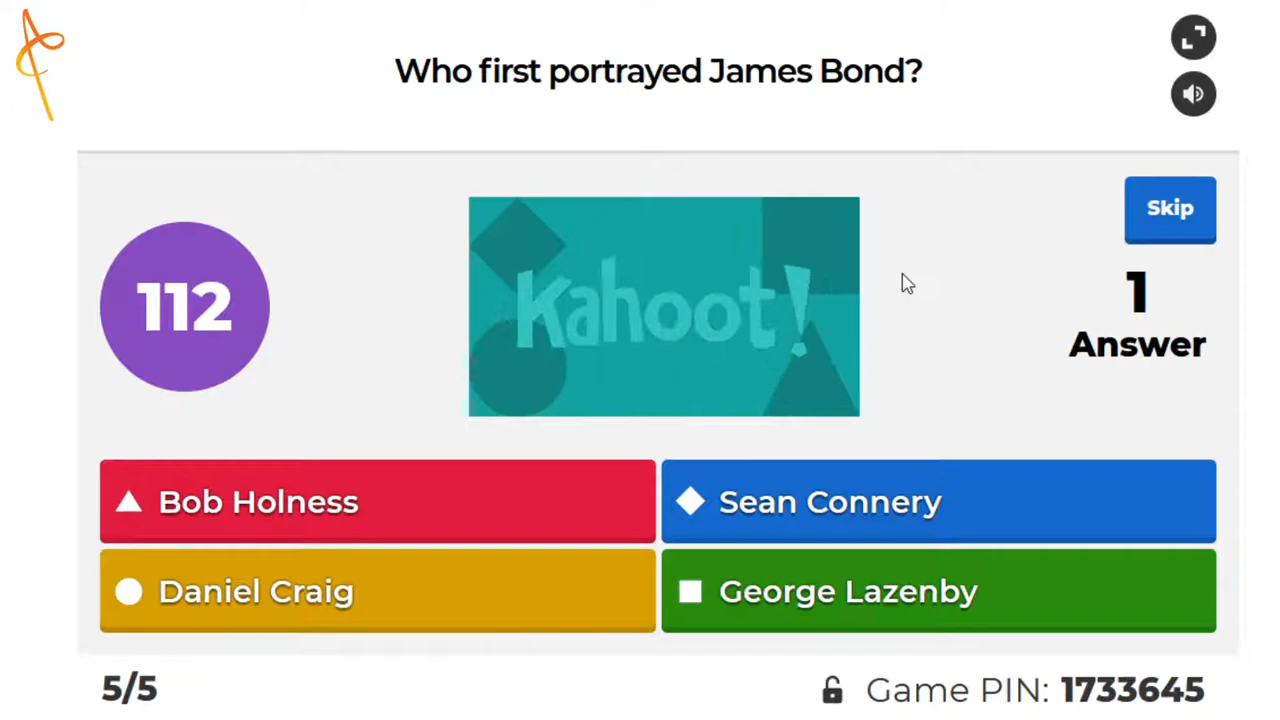 Who first portrayed James Bond?
Skip
112
Kahoot!
1
Answer
Bob Holness
Sean Connery
Daniel Craig
George Lazenby
5/5
Game PIN: 1733645